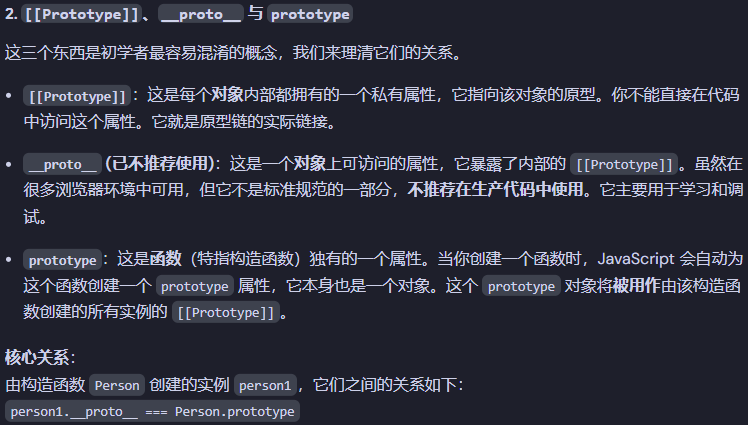 2. [[Prototype]]、__proto__ 与 prototype
这三个东西是初学者最容易混淆的概念，我们来理清它们的关系。
• [[Prototype]]：这是每个对象内部都拥有的一个私有属性，它指向该对象的原型。你不能直接在代
码中访问这个属性。它就是原型链的实际链接。
• __proto__ (已不推荐使用)：这是一个对象上可访问的属性，它暴露了内部的 [[Prototype]]。虽然在
很多浏览器环境中可用，但它不是标准规范的一部分，不推荐在生产代码中使用。它主要用于学习和调
试。
• prototype：这是函数（特指构造函数）独有的一个属性。当你创建一个函数时，JavaScript 会自动为
这个函数创建一个 prototype 属性，它本身也是一个对象。这个 prototype 对象将被用作由该构造函
数创建的所有实例的 [[Prototype]]。
核心关系：
由构造函数 Person 创建的实例 person1，它们之间的关系如下：
person1.__proto__ === Person.prototype